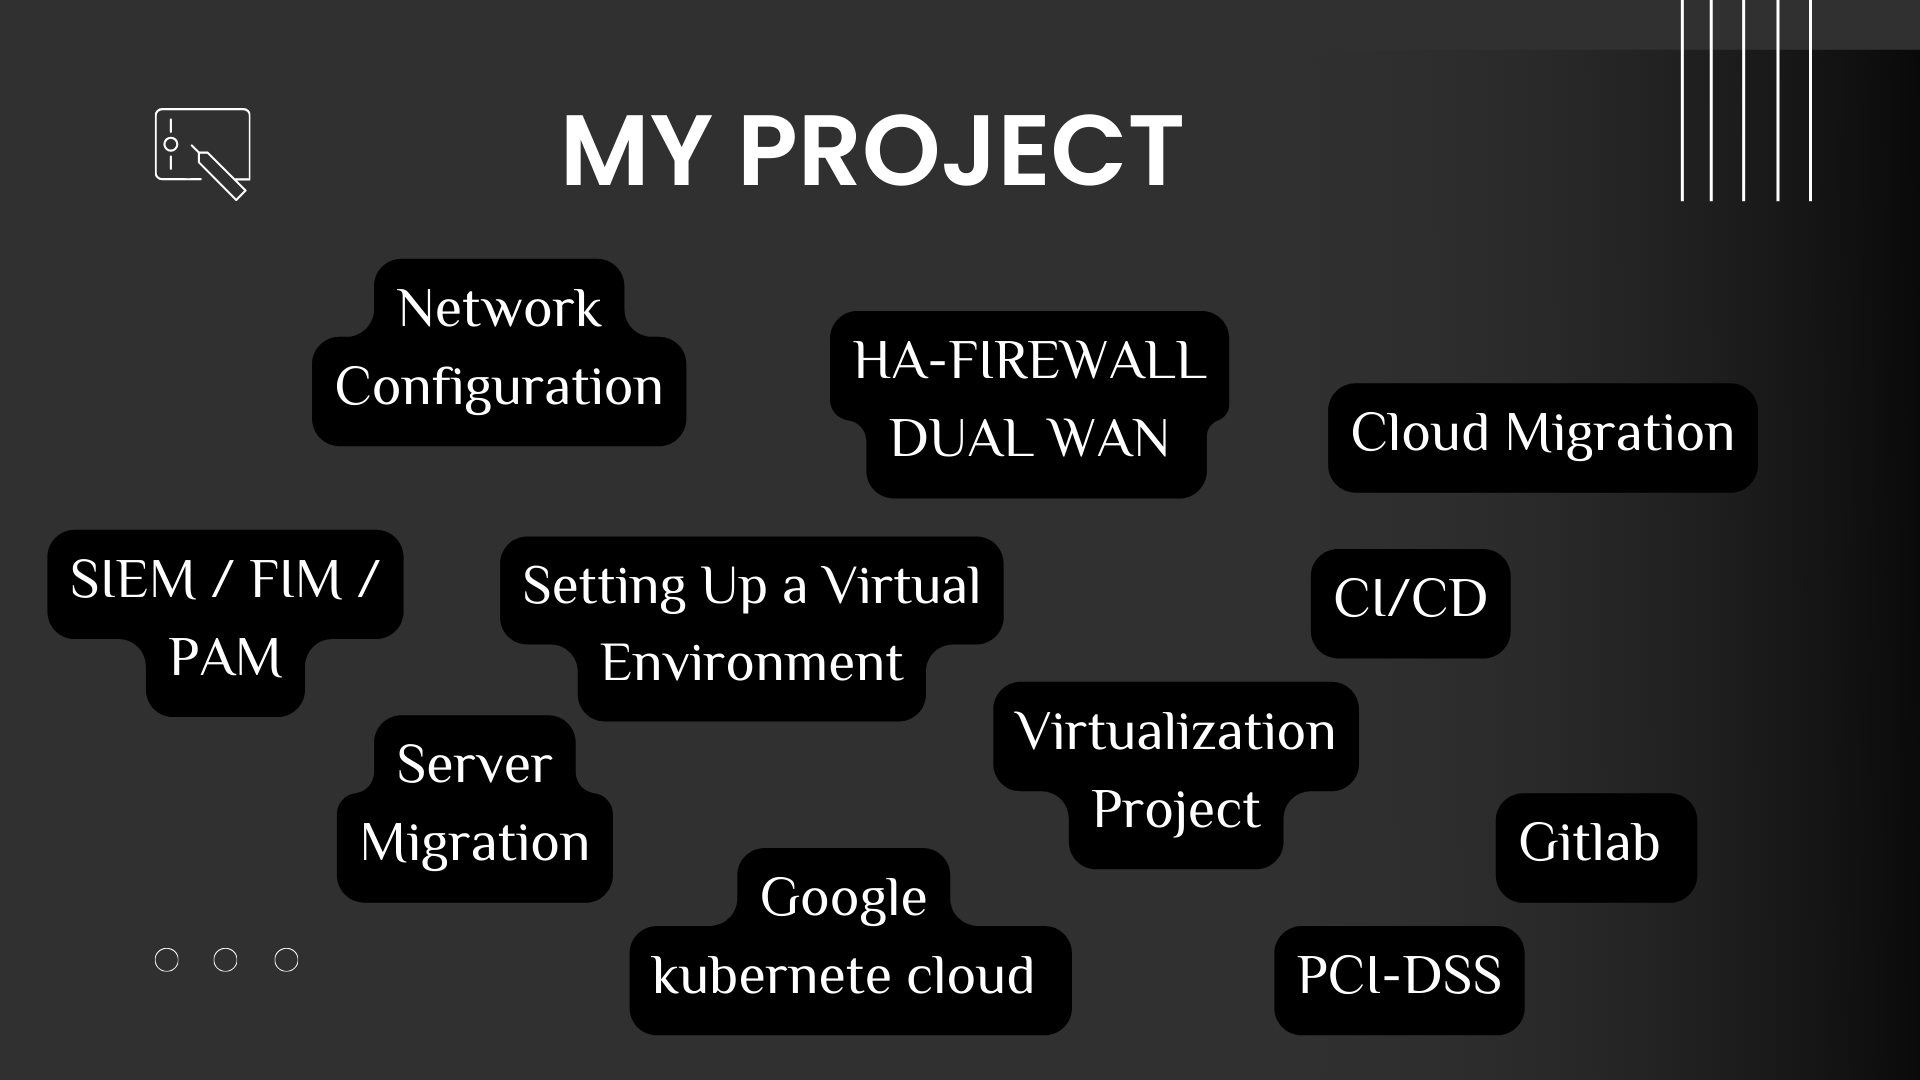 MY PROJECT
Network
Configuration
HA-FIREWALL
DUAL WAN
Cloud Migration
SIEM / FIM /
PAM
Setting Up a Virtual
Environment
CI/CD
Server
Migration
Virtualization
Project
Gitlab
Google
kubernete cloud
PCI-DSS